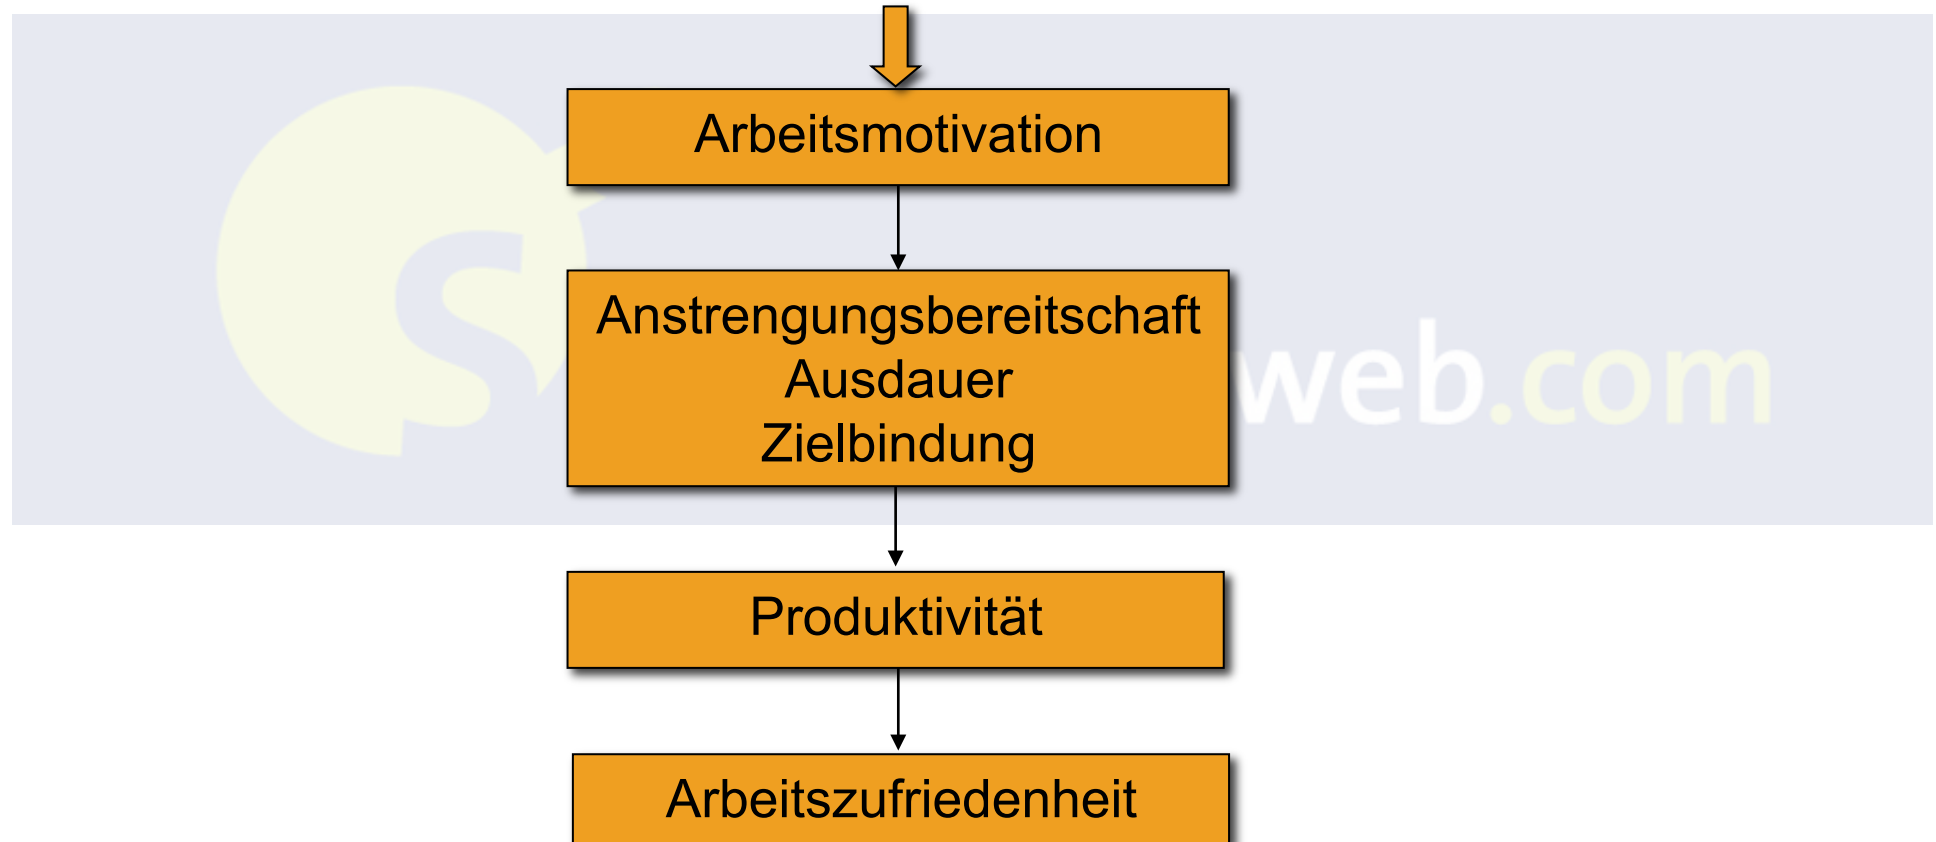 Arbeitsmotivation
Anstrengungsbereitschaft
Ausdauer
Zielbindung
web.com
Produktivität
Arbeitszufriedenheit